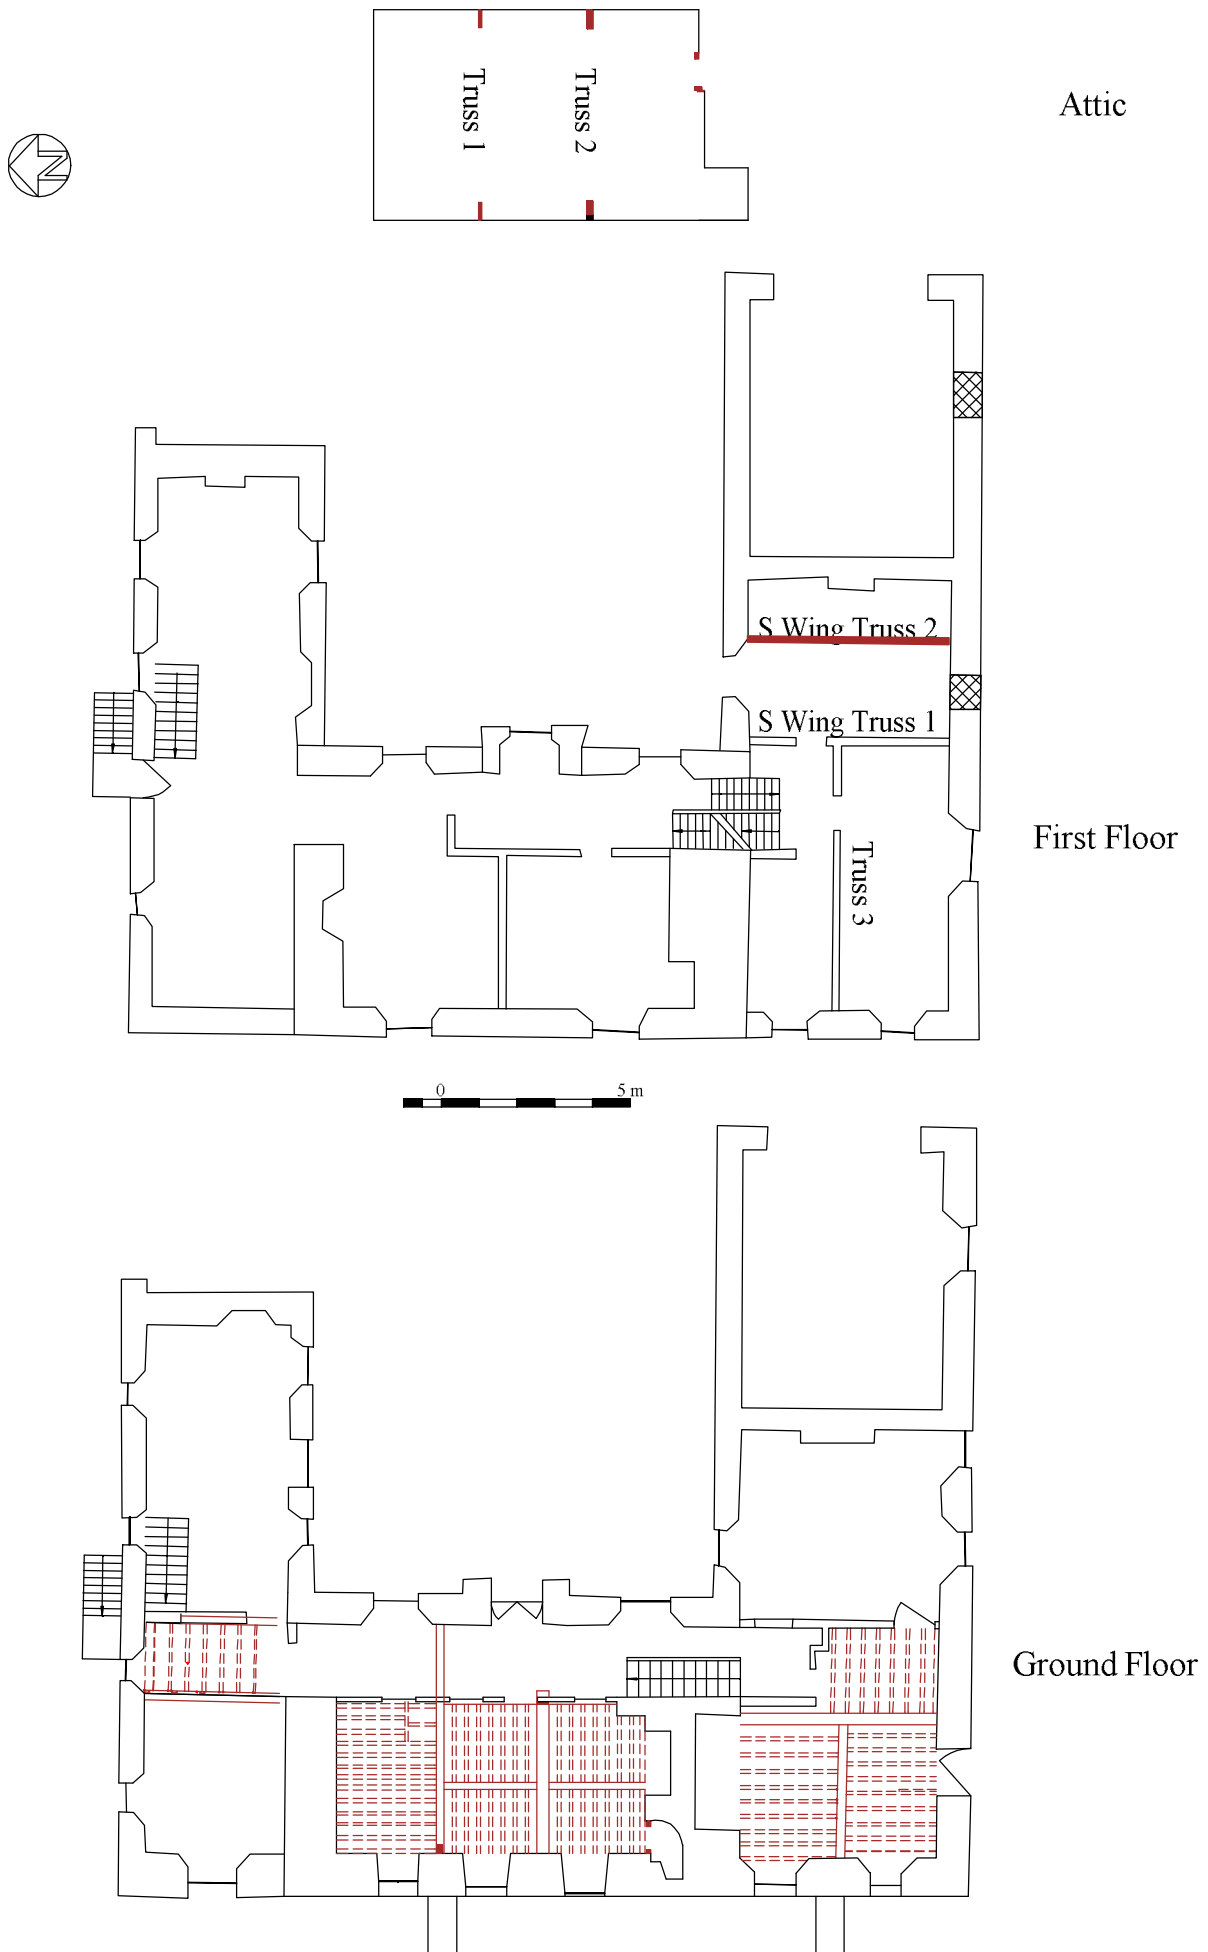 Truss 1
Truss 2
Attic
N
S Wing Truss 2
S Wing Truss 1
First Floor
Truss 3
0
5 m
Ground Floor